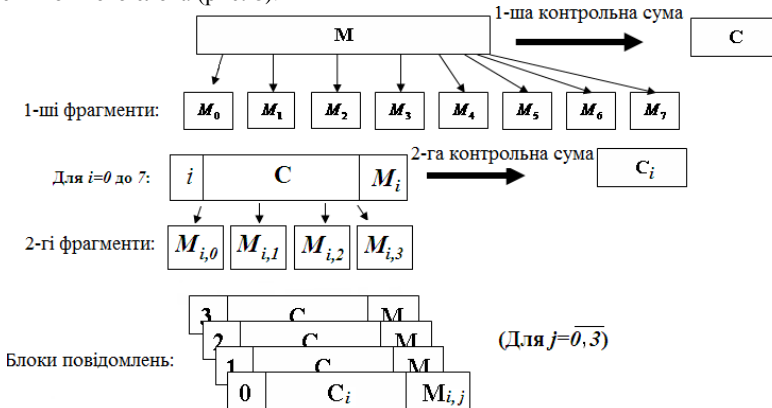 1-ша контрольна сума
M
C
1-ші фрагменти:
M₀ M₁ M₂ M₃ M₄ M₅ M₆ M₇
2-га контрольна сума
Для i=0 до 7:
i C Mᵢ
Cᵢ
2-гі фрагменти:
Mi,0 Mi,1 Mi,2 Mi,3
3 C M
2 C M
(Для j=0,3)
Блоки повідомлень:
1 C M
0 Cᵢ Mi,j